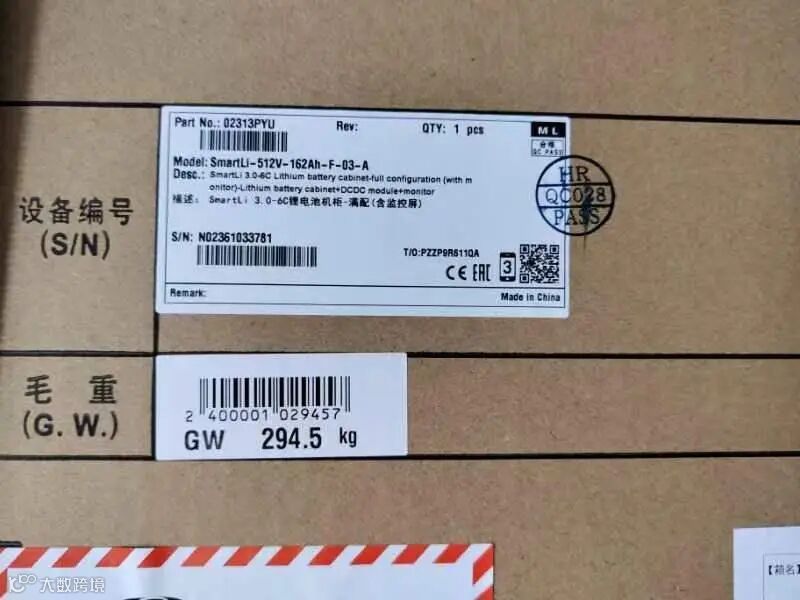 Part No.: 02313PYU
Rev:
QTY: 1 pcs
ML
合格
QC PASS
Model: SmartLi-512V-162Ah-F-03-A
Desc.: SmartLi 3.0-6C Lithium battery cabinet-full configuration (with m
onitor)-Lithium battery cabinet+DCDC module+monitor
描述: SmartLi 3.0-6C锂电池机柜-满配(含监控屏)
HR
QC028
PASS
设备编号
(S/N)
S/N: N02361033781
T/O:PZZP9R611QA
CE EAC 3
Remark:
Made in China
毛 重
(G. W.)
2 400001 029457
GW 294.5 kg
【箱名】
大数跨境